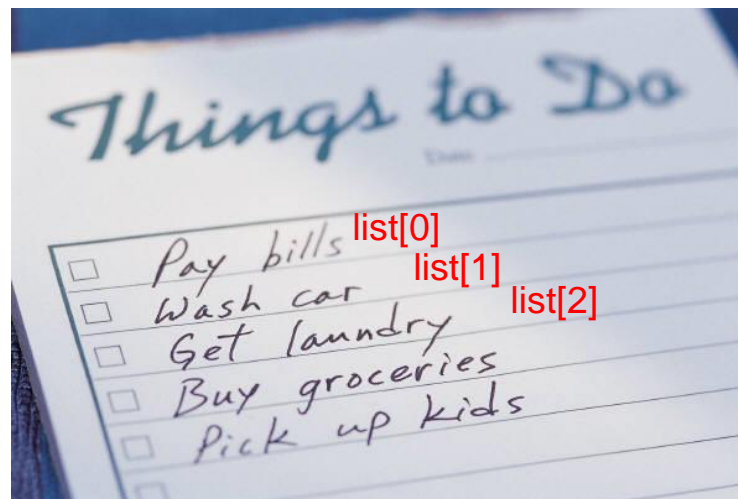 Things to Do
Date
Pay bills list[0]
Wash car list[1]
Get laundry list[2]
Buy groceries
Pick up kids